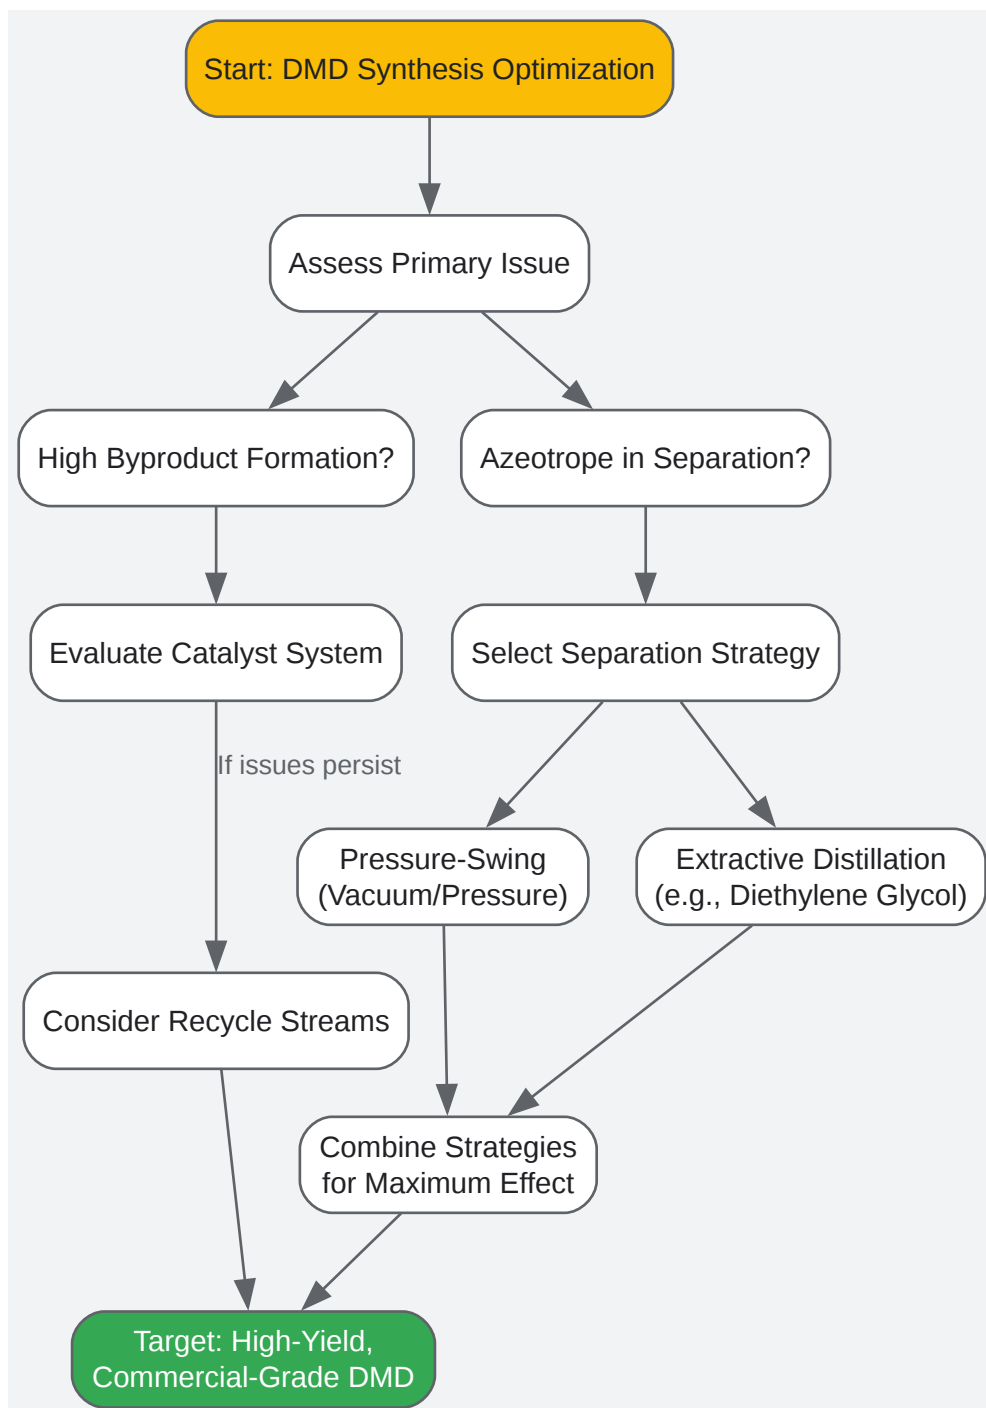 Start: DMD Synthesis Optimization
Assess Primary Issue
High Byproduct Formation?
Azeotrope in Separation?
Evaluate Catalyst System
Select Separation Strategy
If issues persist
Pressure-Swing
(Vacuum/Pressure)
Extractive Distillation
(e.g., Diethylene Glycol)
Consider Recycle Streams
Combine Strategies
for Maximum Effect
Target: High-Yield,
Commercial-Grade DMD